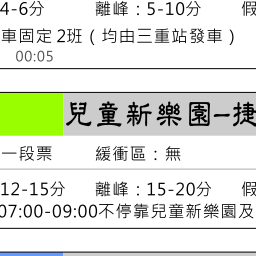 4-6分 離峰：5-10分 假
車固定2班（均由三重站發車）
00:05
兒童新樂園-捷
一段票 緩衝區：無
12-15分 離峰：15-20分 假
07:00-09:00不停靠兒童新樂園及